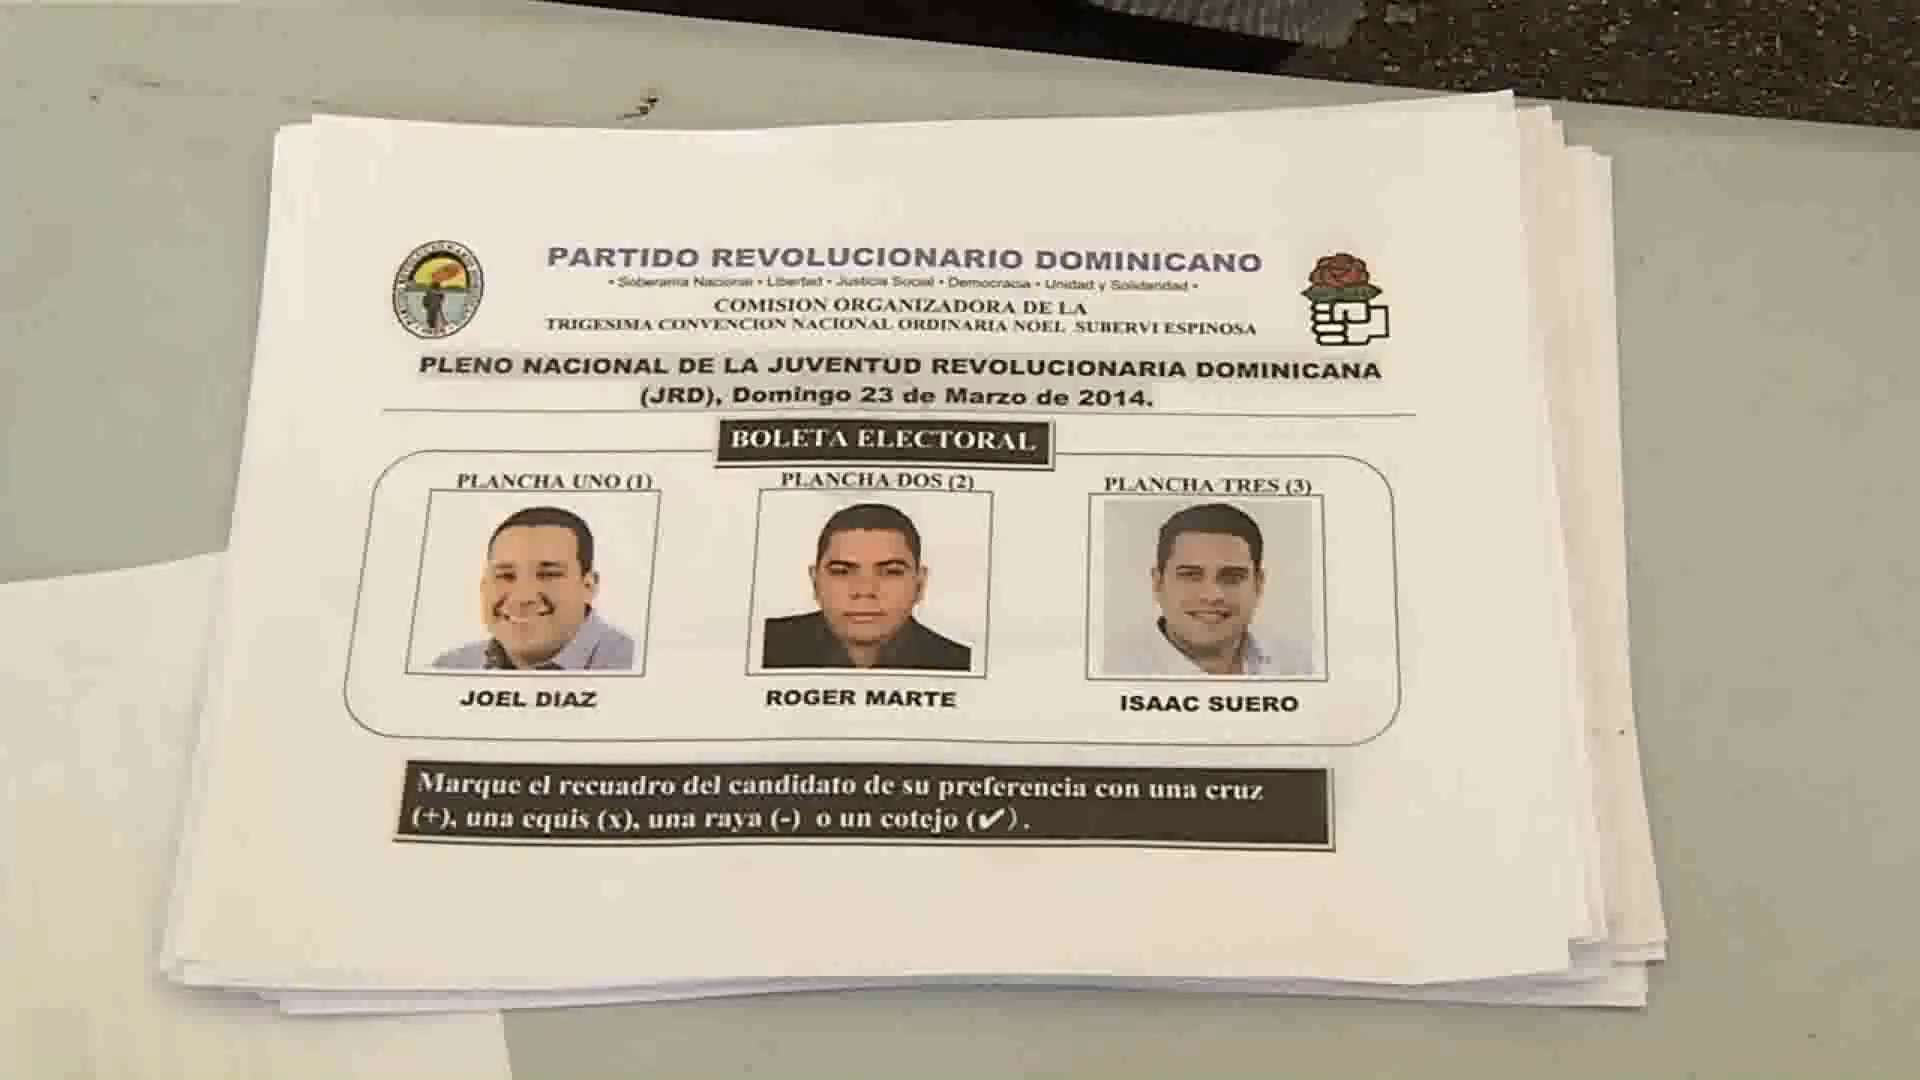 PARTIDO REVOLUCIONARIO DOMINICANO
• Soberania Nacional • Libertad • Justicia Social • Democracia • Unidad y Solidaridad •
COMISION ORGANIZADORA DE LA
TRIGESIMA CONVENCION NACIONAL ORDINARIA NOEL SUBERVI ESPINOSA
PLENO NACIONAL DE LA JUVENTUD REVOLUCIONARIA DOMINICANA
(JRD), Domingo 23 de Marzo de 2014.
BOLETA ELECTORAL
PLANCHA UNO (1) PLANCHA DOS (2) PLANCHA TRES (3)
JOEL DIAZ ROGER MARTE ISAAC SUERO
Marque el recuadro del candidato de su preferencia con una cruz
(+), una equis (x), una raya (-) o un cotejo (✔).